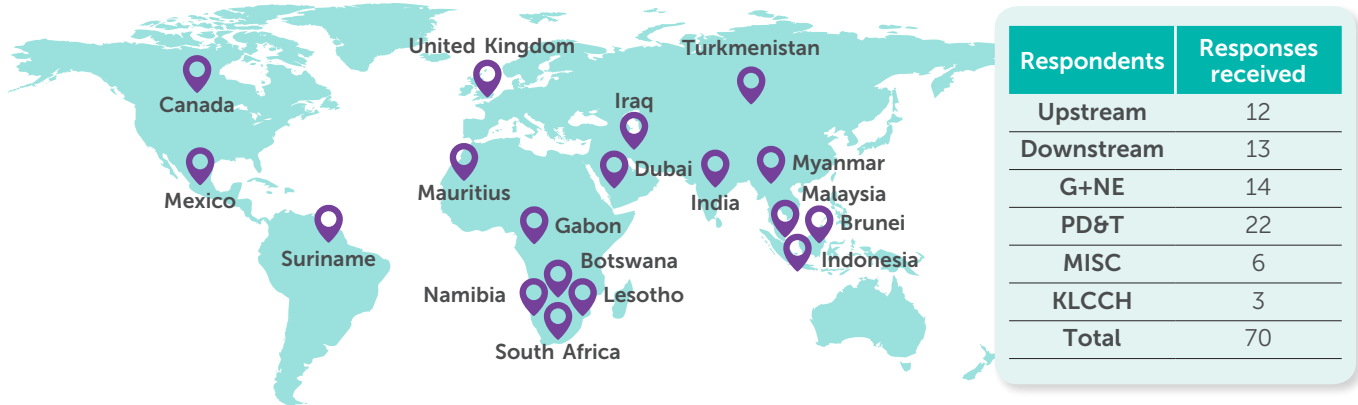 United Kingdom
Turkmenistan
Canada
Iraq
Mexico
Mauritius
Dubai
India
Myanmar
Malaysia
Brunei
Indonesia
Suriname
Gabon
Botswana
Namibia
Lesotho
South Africa
Respondents Responses received
Upstream 12
Downstream 13
G+NE 14
PD&T 22
MISC 6
KLCCH 3
Total 70